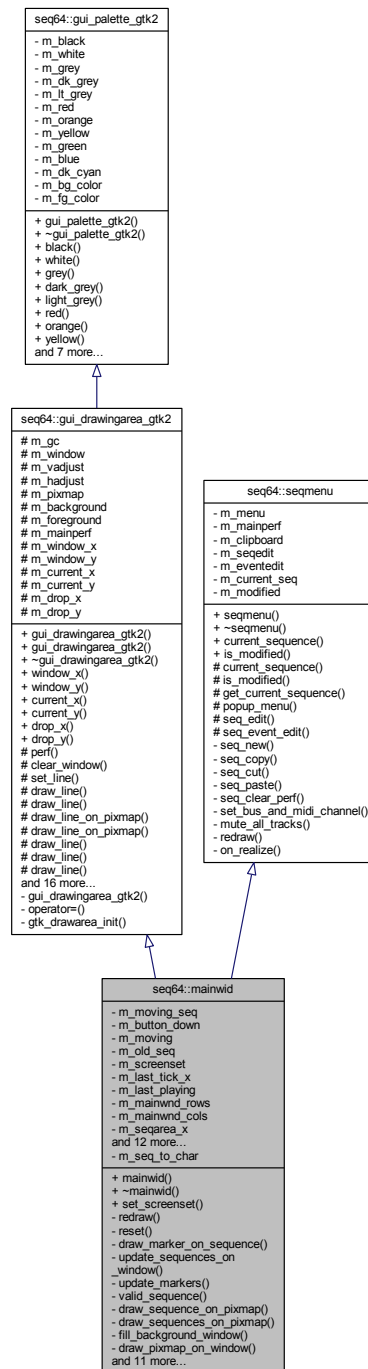 seq64::gui_palette_gtk2
- m_black
- m_white
- m_grey
- m_dk_grey
- m_lt_grey
- m_red
- m_orange
- m_yellow
- m_green
- m_blue
- m_dk_cyan
- m_bg_color
- m_fg_color
+ gui_palette_gtk2()
+ ~gui_palette_gtk2()
+ black()
+ white()
+ grey()
+ dark_grey()
+ light_grey()
+ red()
+ orange()
+ yellow()
and 7 more...
seq64::gui_drawingarea_gtk2
# m_gc
# m_window
# m_vadjust
# m_hadjust
# m_pixmap
# m_background
# m_foreground
# m_mainperf
# m_window_x
# m_window_y
# m_current_x
# m_current_y
# m_drop_x
# m_drop_y
+ gui_drawingarea_gtk2()
+ gui_drawingarea_gtk2()
+ ~gui_drawingarea_gtk2()
+ window_x()
+ window_y()
+ current_x()
+ current_y()
+ drop_x()
+ drop_y()
# perf()
# clear_window()
# set_line()
# draw_line()
# draw_line()
# draw_line_on_pixmap()
# draw_line_on_pixmap()
# draw_line()
# draw_line()
# draw_line()
and 16 more...
- gui_drawingarea_gtk2()
- operator=()
- gtk_drawarea_init()
seq64::seqmenu
- m_menu
- m_mainperf
- m_clipboard
- m_seqedit
- m_eventedit
- m_current_seq
- m_modified
+ seqmenu()
+ ~seqmenu()
+ current_sequence()
+ is_modified()
# current_sequence()
# is_modified()
# get_current_sequence()
# popup_menu()
# seq_edit()
# seq_event_edit()
- seq_new()
- seq_copy()
- seq_cut()
- seq_paste()
- seq_clear_perf()
- set_bus_and_midi_channel()
- mute_all_tracks()
- redraw()
- on_realize()
seq64::mainwid
- m_moving_seq
- m_button_down
- m_moving
- m_old_seq
- m_screenset
- m_last_tick_x
- m_last_playing
- m_mainwnd_rows
- m_mainwnd_cols
- m_seqarea_x
and 12 more...
- m_seq_to_char
+ mainwid()
+ ~mainwid()
+ set_screenset()
- redraw()
- reset()
- draw_marker_on_sequence()
- update_sequences_on
_window()
- update_markers()
- valid_sequence()
- draw_sequence_on_pixmap()
- draw_sequences_on_pixmap()
- fill_background_window()
- draw_pixmap_on_window()
and 11 more...